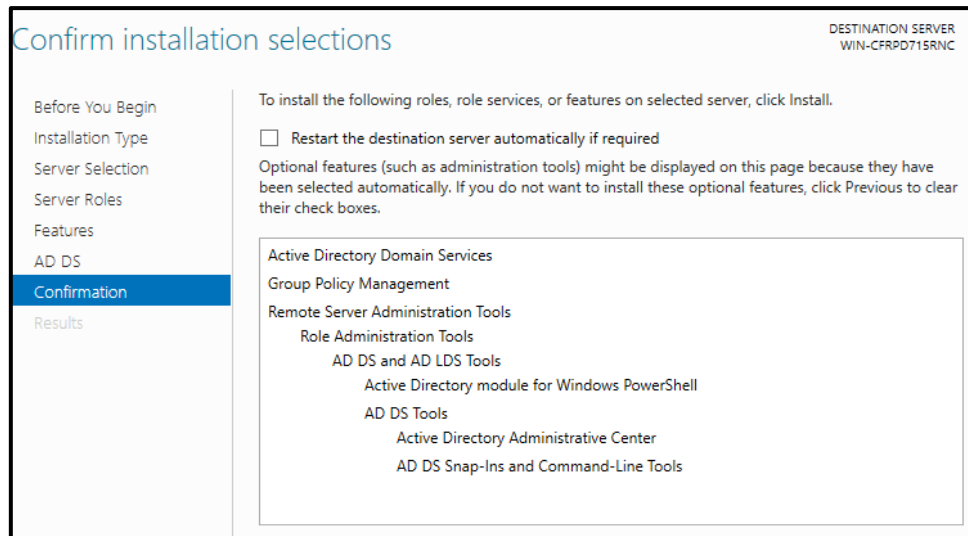 Confirm installation selections
DESTINATION SERVER
WIN-CFRPD715RNC
Before You Begin
Installation Type
Server Selection
Server Roles
Features
AD DS
Confirmation
Results
To install the following roles, role services, or features on selected server, click Install.
Restart the destination server automatically if required
Optional features (such as administration tools) might be displayed on this page because they have
been selected automatically. If you do not want to install these optional features, click Previous to clear
their check boxes.
Active Directory Domain Services
Group Policy Management
Remote Server Administration Tools
Role Administration Tools
AD DS and AD LDS Tools
Active Directory module for Windows PowerShell
AD DS Tools
Active Directory Administrative Center
AD DS Snap-Ins and Command-Line Tools